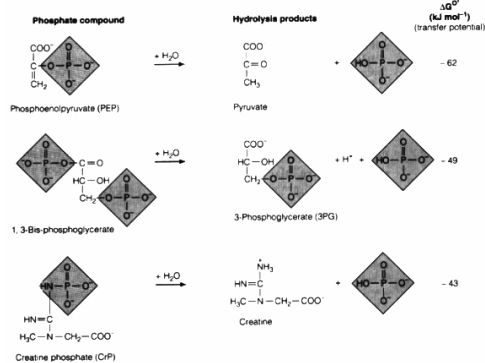 Phosphate compound
Hydrolysis products
ΔG°'
(kJ mol⁻¹)
(transfer potential)
COO⁻
C—O—P—O⁻
O
O⁻
CH₂
+ H₂O
COO
C=O
CH₃
+
HO—P—O⁻
O
O⁻
- 62
Phosphoenolpyruvate (PEP)
Pyruvate
O
⁻O—P—O—C=O
O⁻
HC—OH
CH₂—O—P—O⁻
O
O⁻
+ H₂O
COO⁻
HC—OH
CH₂—O—P—O⁻
O
O⁻
+ H⁺ +
HO—P—O⁻
O
O⁻
- 49
1, 3-Bis-phosphoglycerate
3-Phosphoglycerate (3PG)
O
HN—P—O⁻
O⁻
HN=C
H₃C—N—CH₂—COO⁻
+ H₂O
⁺
NH₃
HN=C
H₃C—N—CH₂—COO⁻
+
HO—P—O⁻
O
O⁻
- 43
Creatine phosphate (CrP)
Creatine